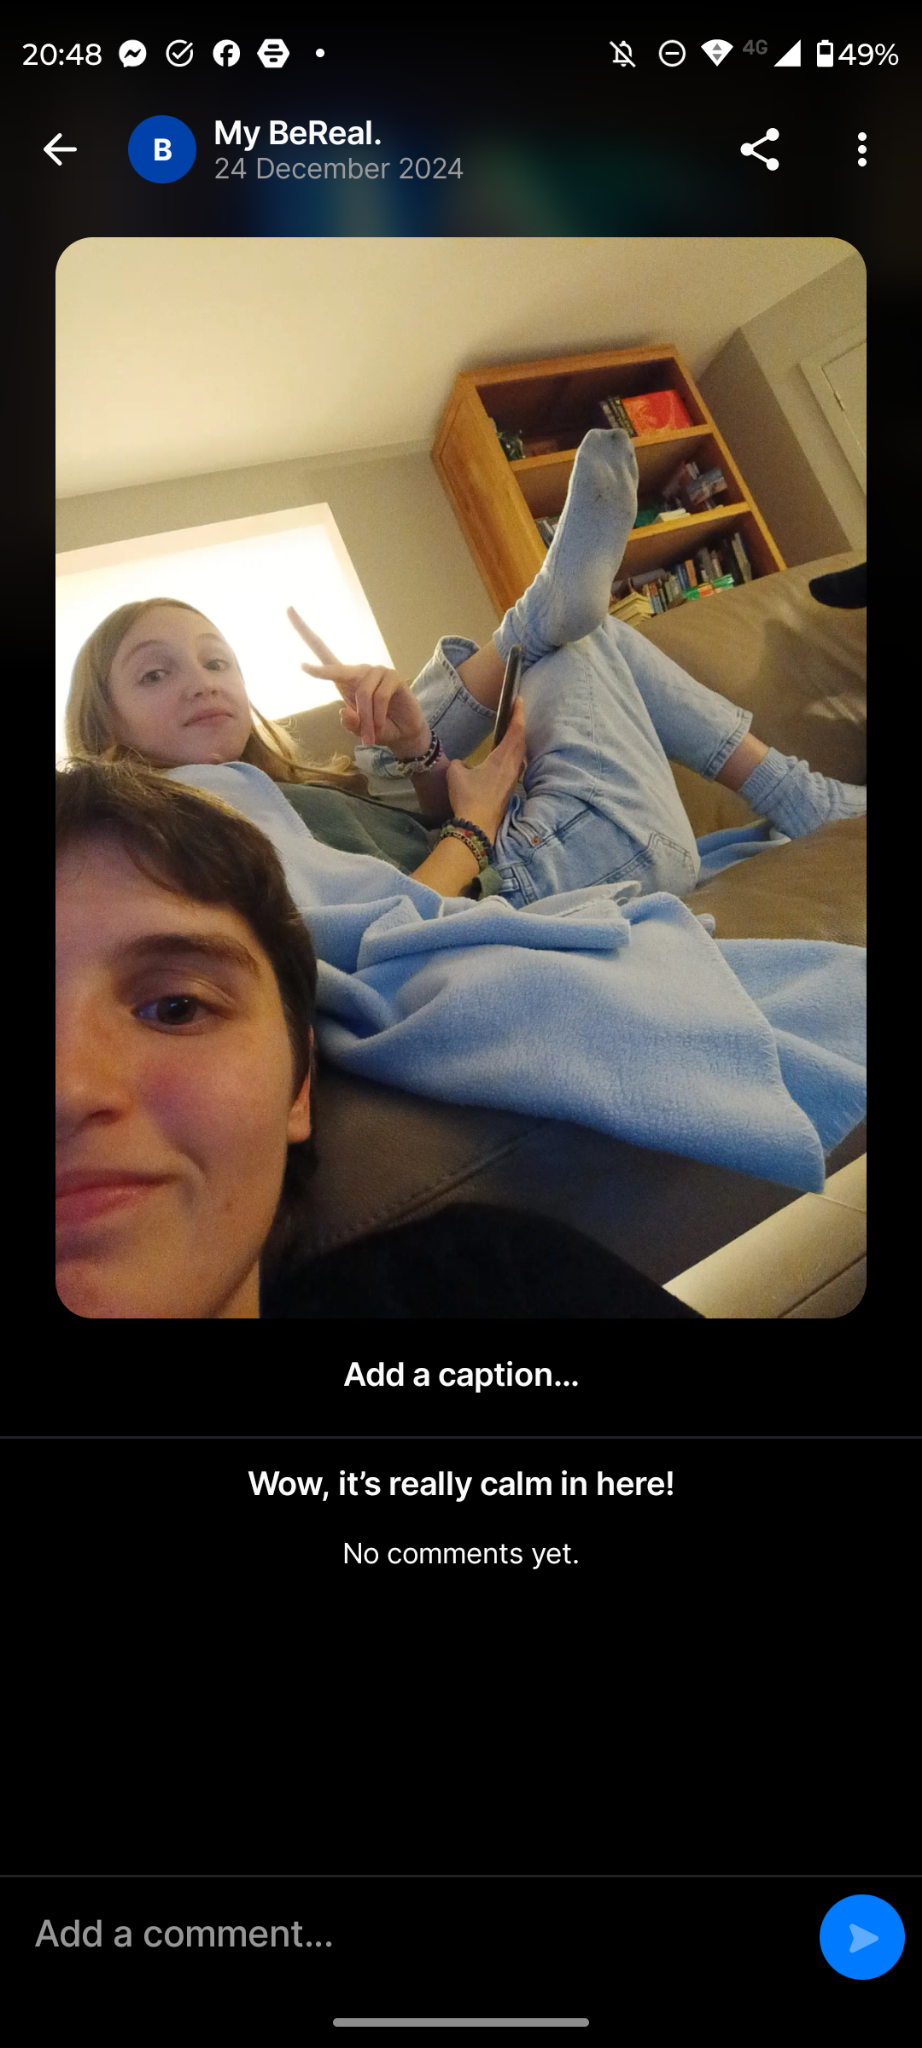 20:48
4G
49%
B
My BeReal.
24 December 2024
Add a caption...
Wow, it's really calm in here!
No comments yet.
Add a comment...